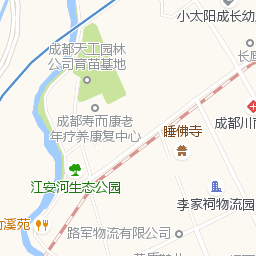 小太阳成长幼
成都天工园林
公司育苗基地
长
成都寿而康老
年疗养康复中心
睡佛寺
成都川
江安河生态公园
李家祠物流园
溪苑
路军物流有限公司